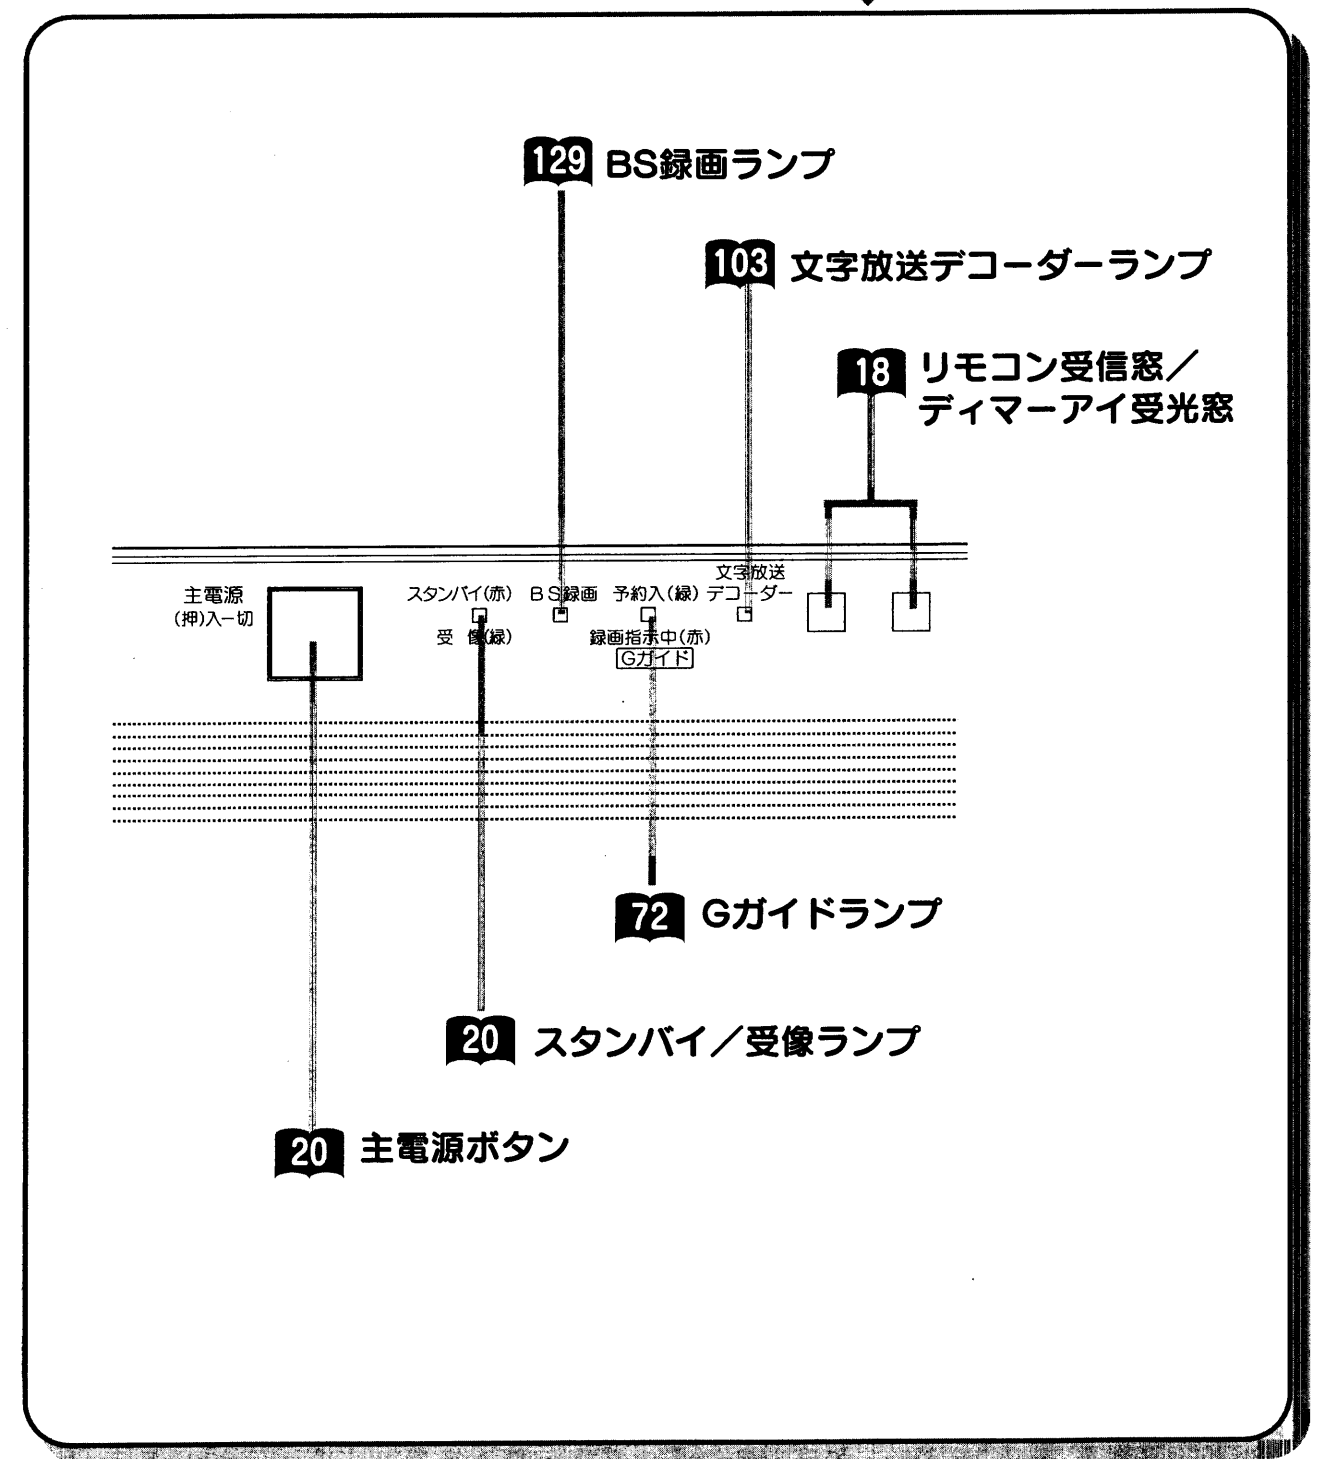 129 BS録画ランプ
103 文字放送デコーダーランプ
18 リモコン受信窓／
ディマーアイ受光窓
主電源
(押)入ー切
スタンバイ(赤)
受 像(緑)
BS録画
予約入(緑)
録画指示中(赤)
Gガイド
文字放送
デコーダー
72 Gガイドランプ
20 スタンバイ／受像ランプ
20 主電源ボタン